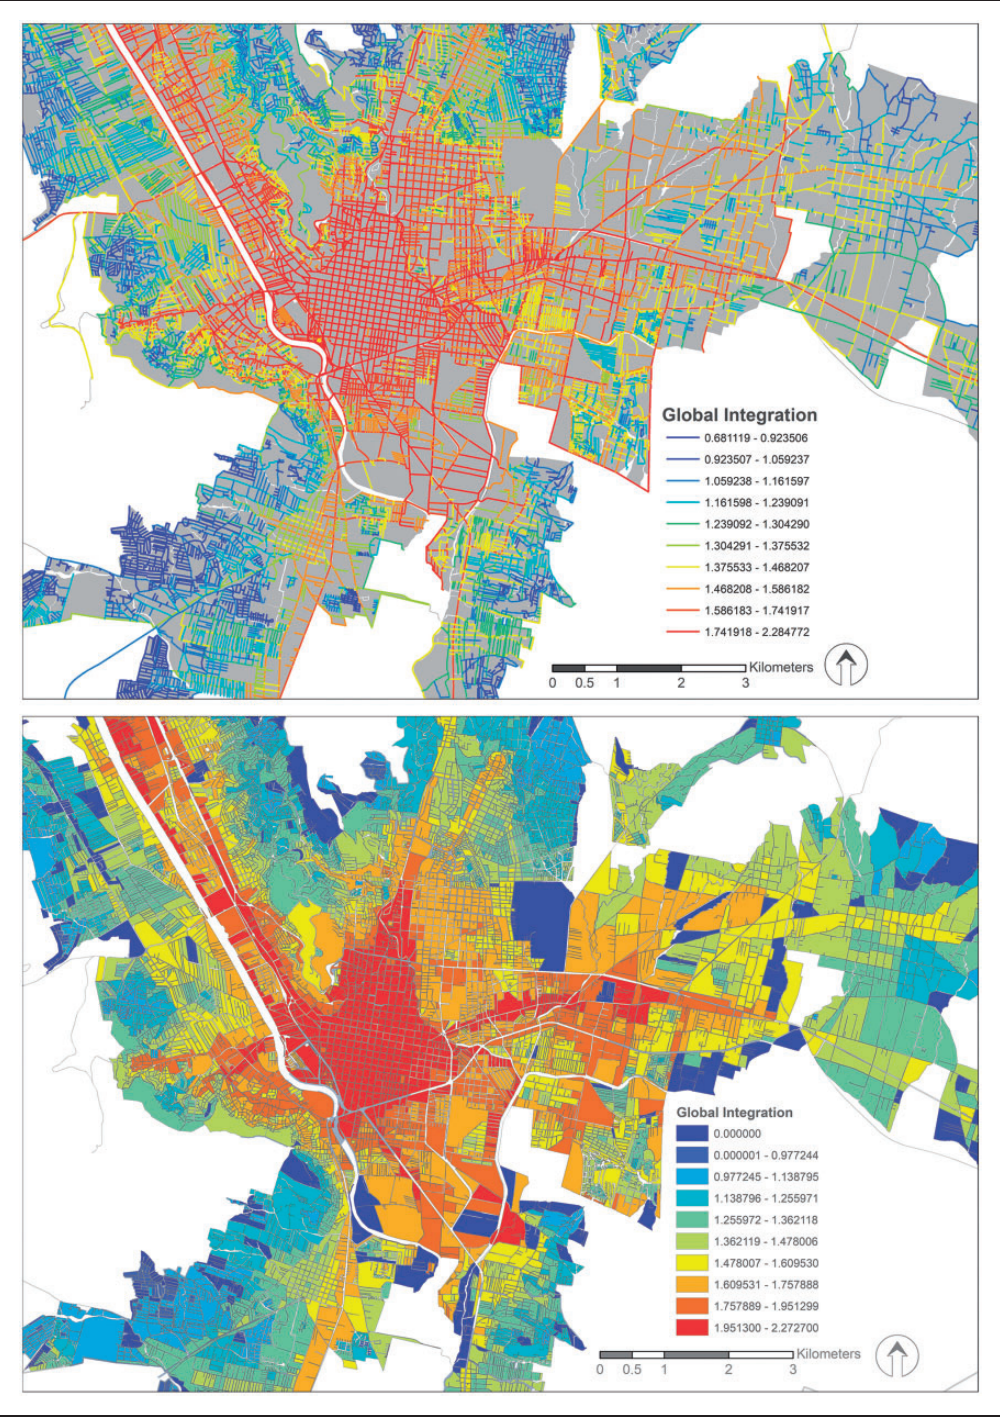 Global Integration
0.681119 - 0.923506
0.923507 - 1.059237
1.059238 - 1.161597
1.161598 - 1.239091
1.239092 - 1.304290
1.304291 - 1.375532
1.375533 - 1.468207
1.468208 - 1.586182
1.586183 - 1.741917
1.741918 - 2.284772
Kilometers
0 0.5 1 2 3
Global Integration
0.000000
0.000001 - 0.977244
0.977245 - 1.138795
1.138796 - 1.255971
1.255972 - 1.362118
1.362119 - 1.478006
1.478007 - 1.609530
1.609531 - 1.757888
1.757889 - 1.951299
1.951300 - 2.272700
Kilometers
0 0.5 1 2 3